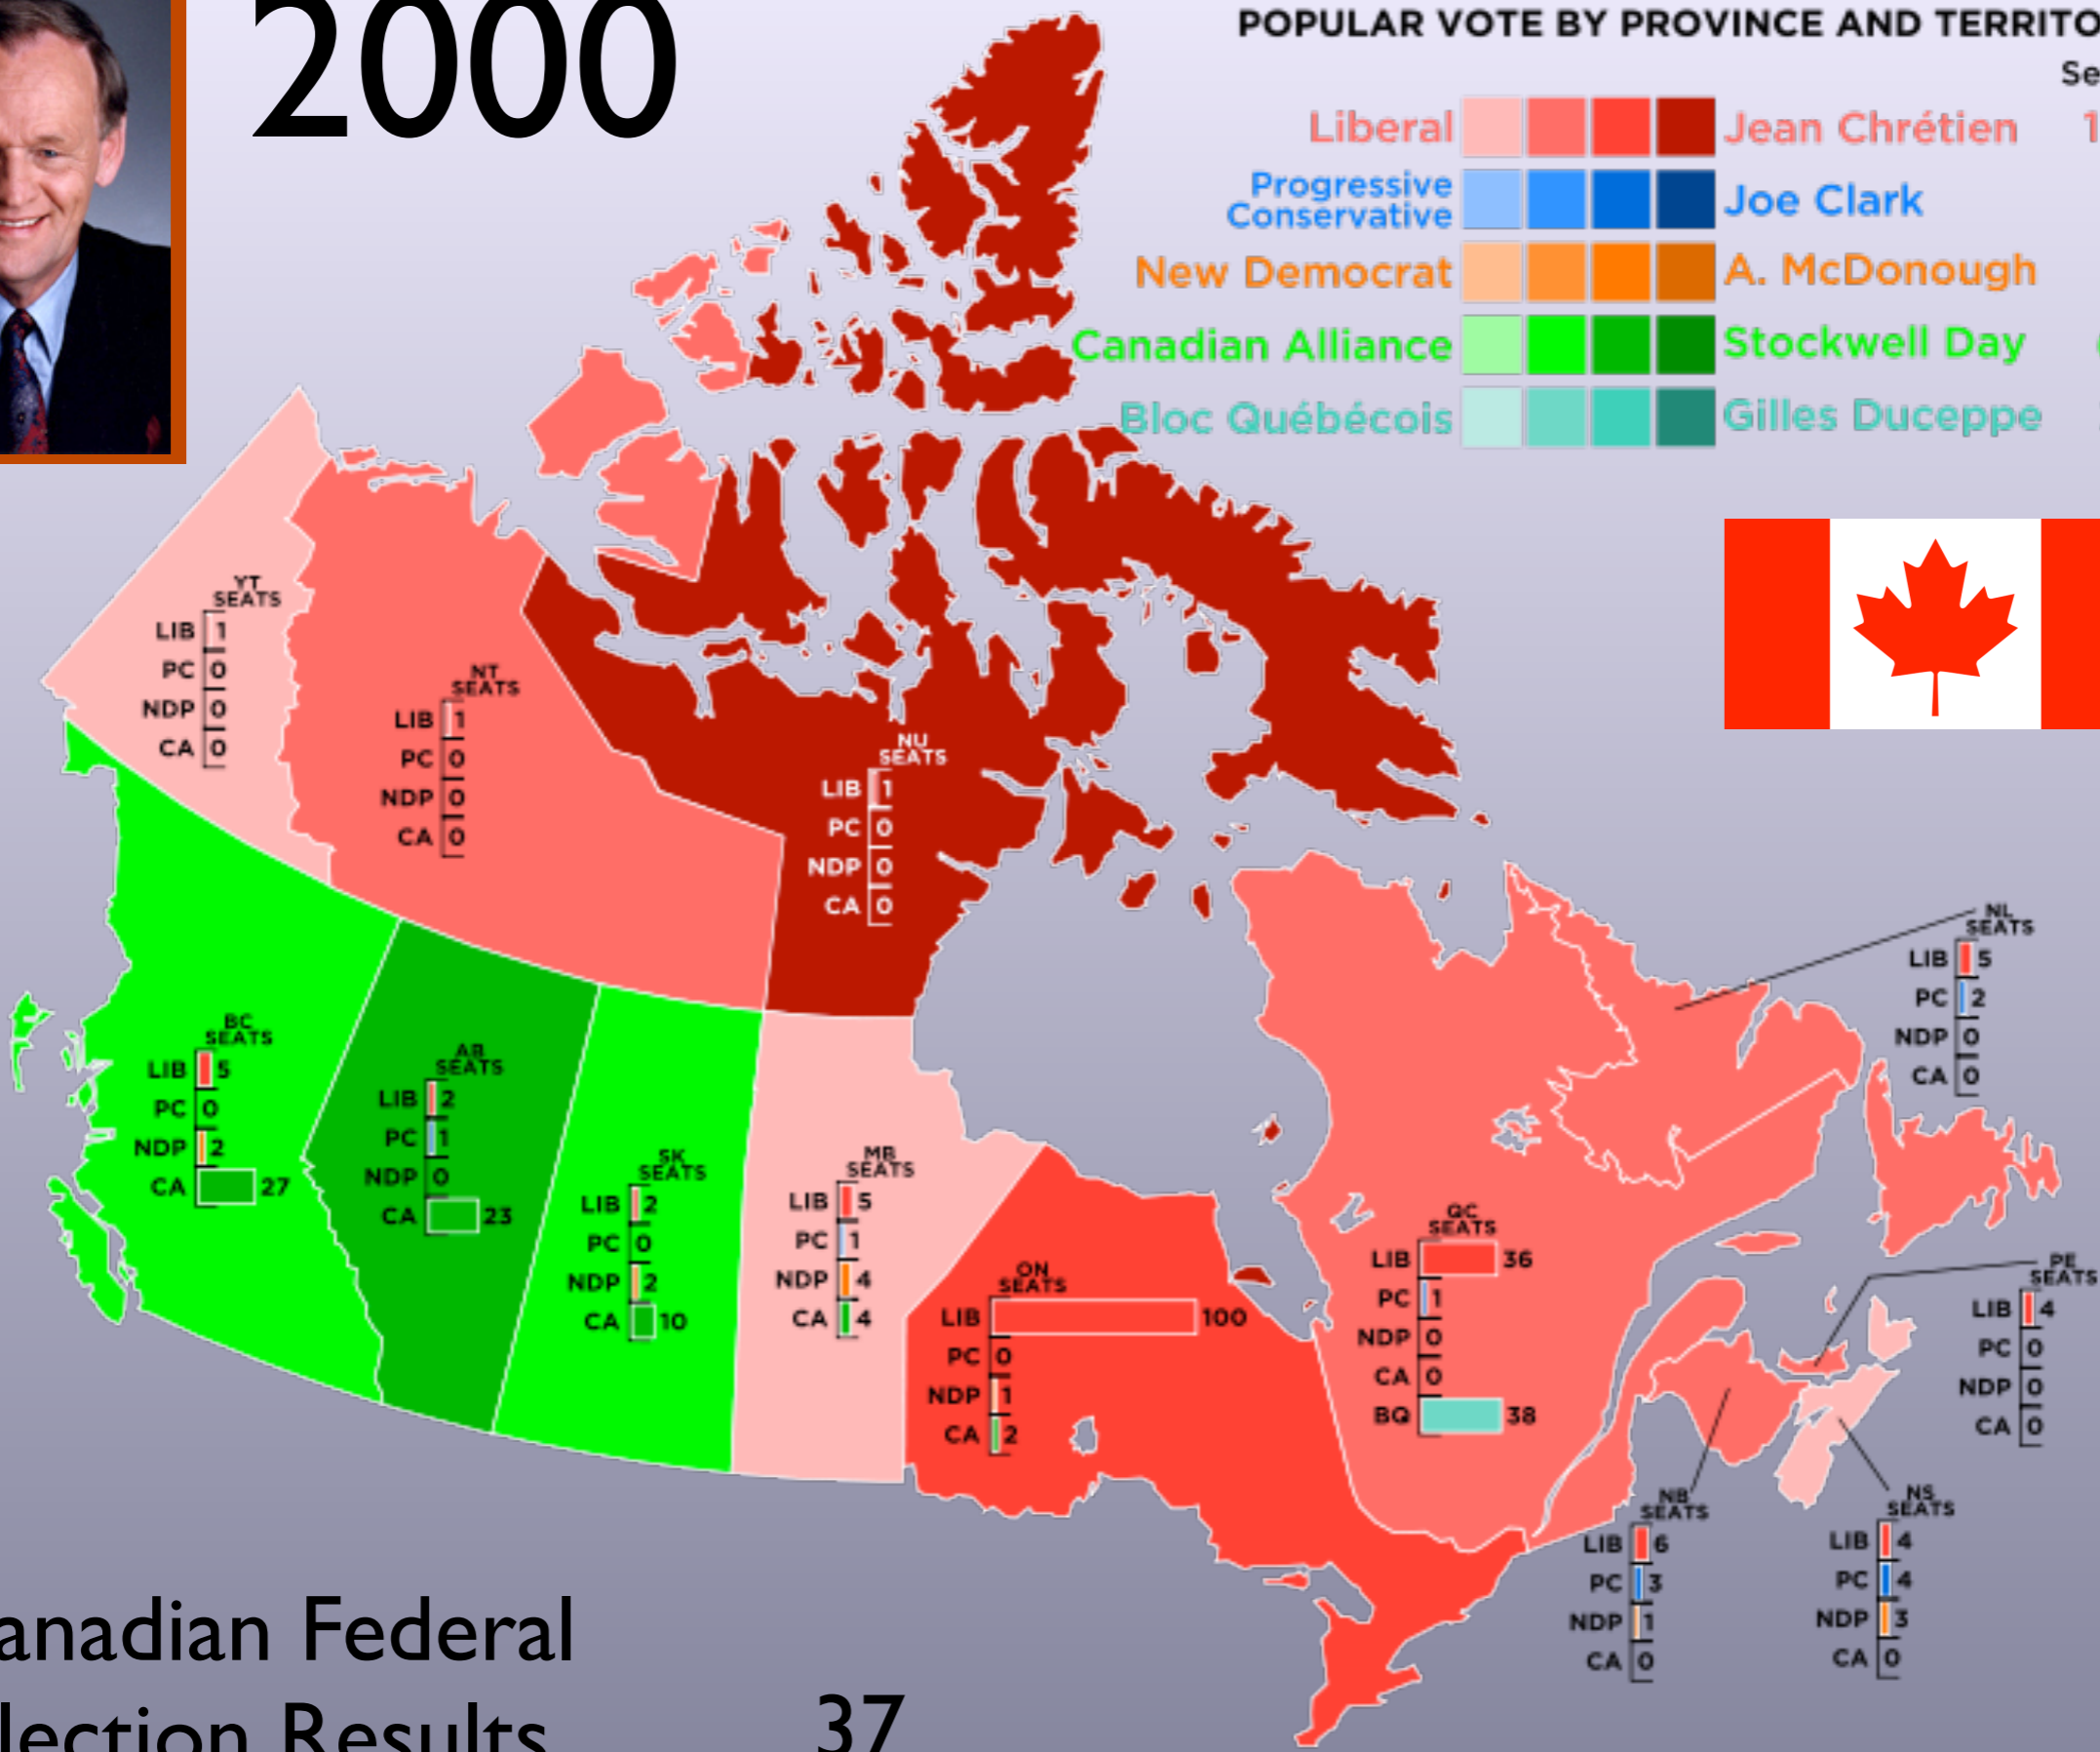 2000
POPULAR VOTE BY PROVINCE AND TERRITO
Se
Liberal Jean Chrétien 1
Progressive
Conservative Joe Clark
New Democrat A. McDonough
Canadian Alliance Stockwell Day
Bloc Québécois Gilles Duceppe
YT
SEATS
LIB 1
PC 0
NDP 0
CA 0
NT
SEATS
LIB 1
PC 0
NDP 0
CA 0
NU
SEATS
LIB 1
PC 0
NDP 0
CA 0
NL
SEATS
LIB 5
PC 2
NDP 0
CA 0
BC
SEATS
LIB 5
PC 0
NDP 2
CA 27
AB
SEATS
LIB 2
PC 1
NDP 0
CA 23
SK
SEATS
LIB 2
PC 0
NDP 2
CA 10
MB
SEATS
LIB 5
PC 1
NDP 4
CA 4
ON
SEATS
LIB 100
PC 0
NDP 1
CA 2
QC
SEATS
LIB 36
PC 1
NDP 0
CA 0
BQ 38
PE
SEATS
LIB 4
PC 0
NDP 0
CA 0
NB
SEATS
LIB 6
PC 3
NDP 1
CA 0
NS
SEATS
LIB 4
PC 4
NDP 3
CA 0
anadian Federal
lection Results 37